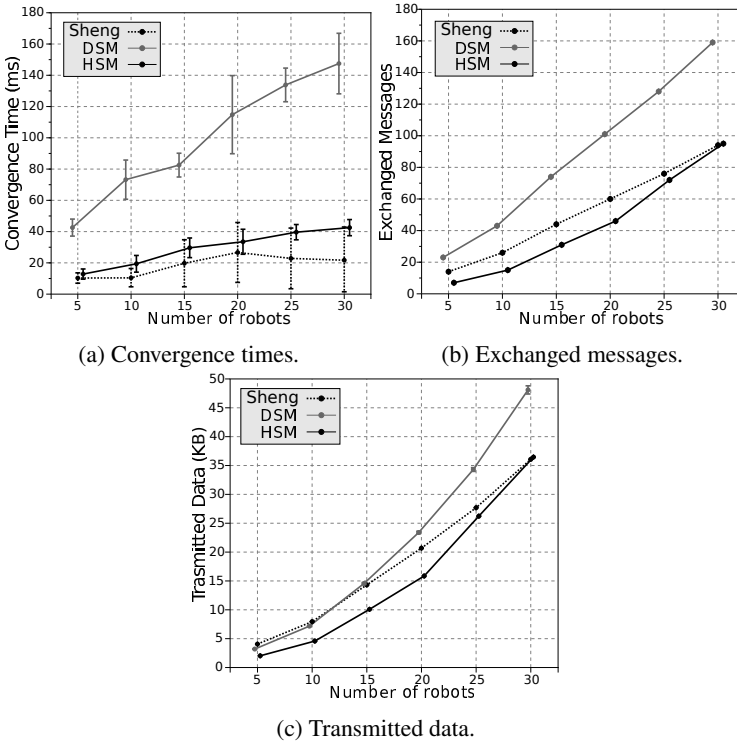 180
160
140
120
100
80
60
40
20
0
Convergence Time (ms)
Sheng
DSM
HSM
5 10 15 20 25 30
Number of robots
(a) Convergence times.
180
160
140
120
100
80
60
40
20
0
Exchanged Messages
Sheng
DSM
HSM
5 10 15 20 25 30
Number of robots
(b) Exchanged messages.
50
45
40
35
30
25
20
15
10
5
0
Trasmitted Data (KB)
Sheng
DSM
HSM
5 10 15 20 25 30
Number of robots
(c) Transmitted data.